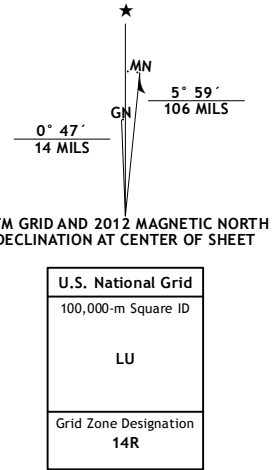 ★
MN
GN
5° 59´
106 MILS
0° 47´
14 MILS
TM GRID AND 2012 MAGNETIC NORTH
DECLINATION AT CENTER OF SHEET
U.S. National Grid
100,000-m Square ID
LU
Grid Zone Designation
14R